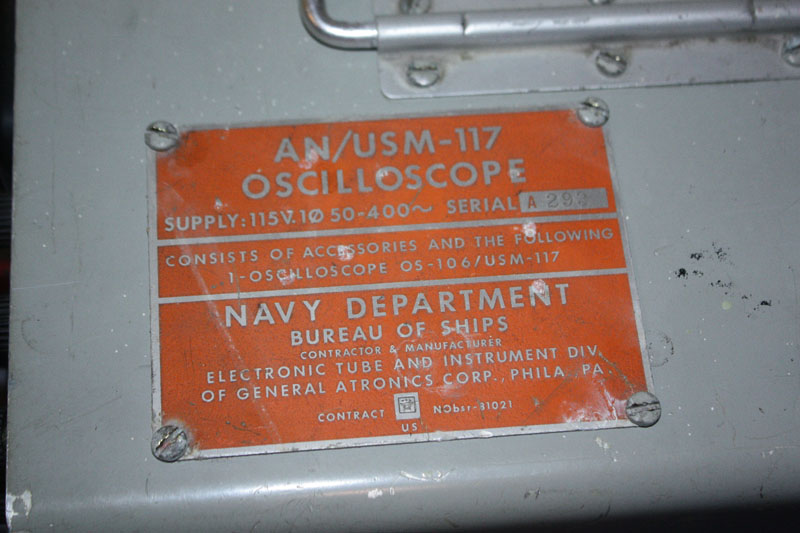 AN/USM-117
OSCILLOSCOPE
SUPPLY: 115V. 1Ø 50-400~ SERIAL A 292
CONSISTS OF ACCESSORIES AND THE FOLLOWING
1-OSCILLOSCOPE OS-106/USM-117
NAVY DEPARTMENT
BUREAU OF SHIPS
CONTRACTOR & MANUFACTURER
ELECTRONIC TUBE AND INSTRUMENT DIV.
OF GENERAL ATRONICS CORP., PHILA., PA.
CONTRACT NObsr-81021
US